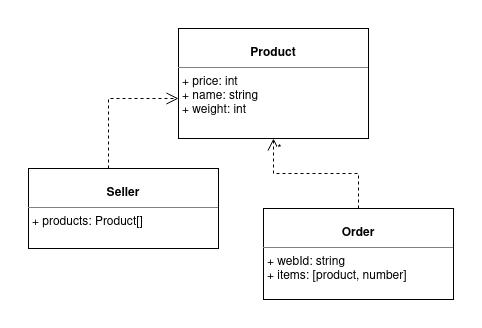 Product
+ price: int
+ name: string
+ weight: int
*
Seller
+ products: Product[]
Order
+ webId: string
+ items: [product, number]